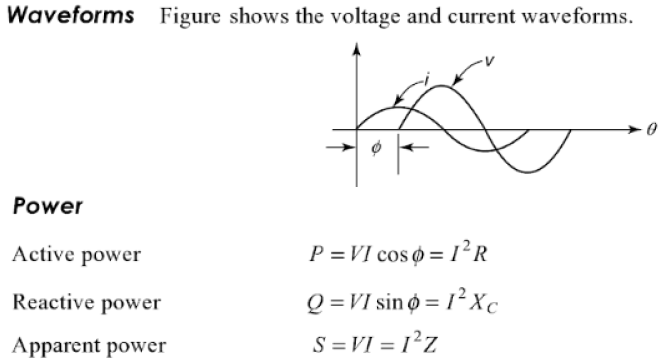 Waveforms Figure shows the voltage and current waveforms.
i
v
θ
ϕ
Power
Active power P = VI cos ϕ = I²R
Reactive power Q = VI sin ϕ = I²X_C
Apparent power S = VI = I²Z